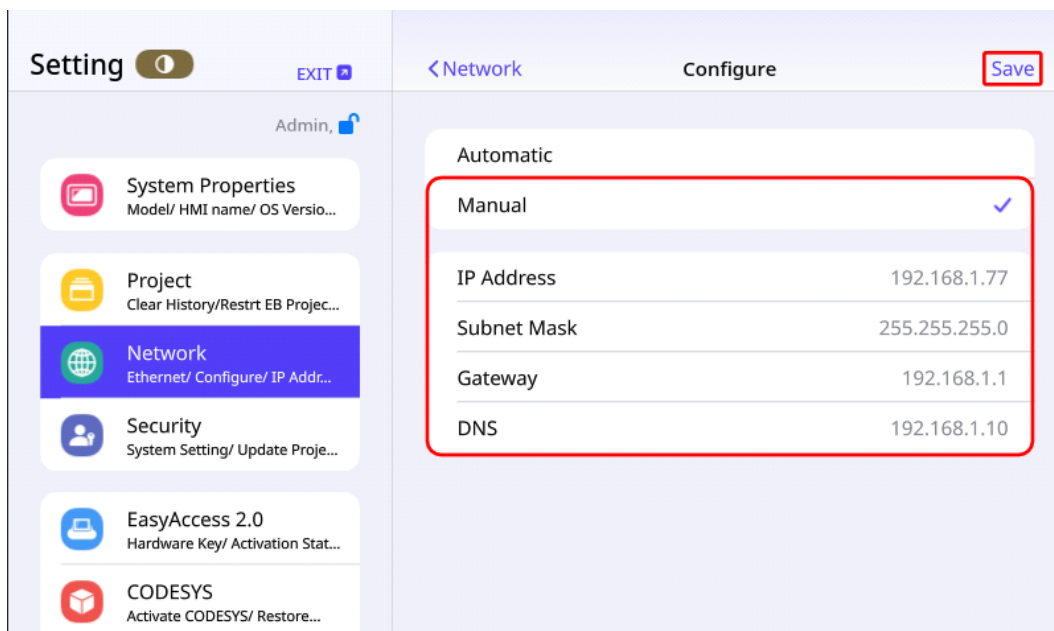 Setting
EXIT
Admin,
System Properties
Model/ HMI name/ OS Versio...
Project
Clear History/Restrt EB Projec...
Network
Ethernet/ Configure/ IP Addr...
Security
System Setting/ Update Proje...
EasyAccess 2.0
Hardware Key/ Activation Stat...
CODESYS
Activate CODESYS/ Restore...
Network Configure Save
Automatic
Manual
IP Address 192.168.1.77
Subnet Mask 255.255.255.0
Gateway 192.168.1.1
DNS 192.168.1.10